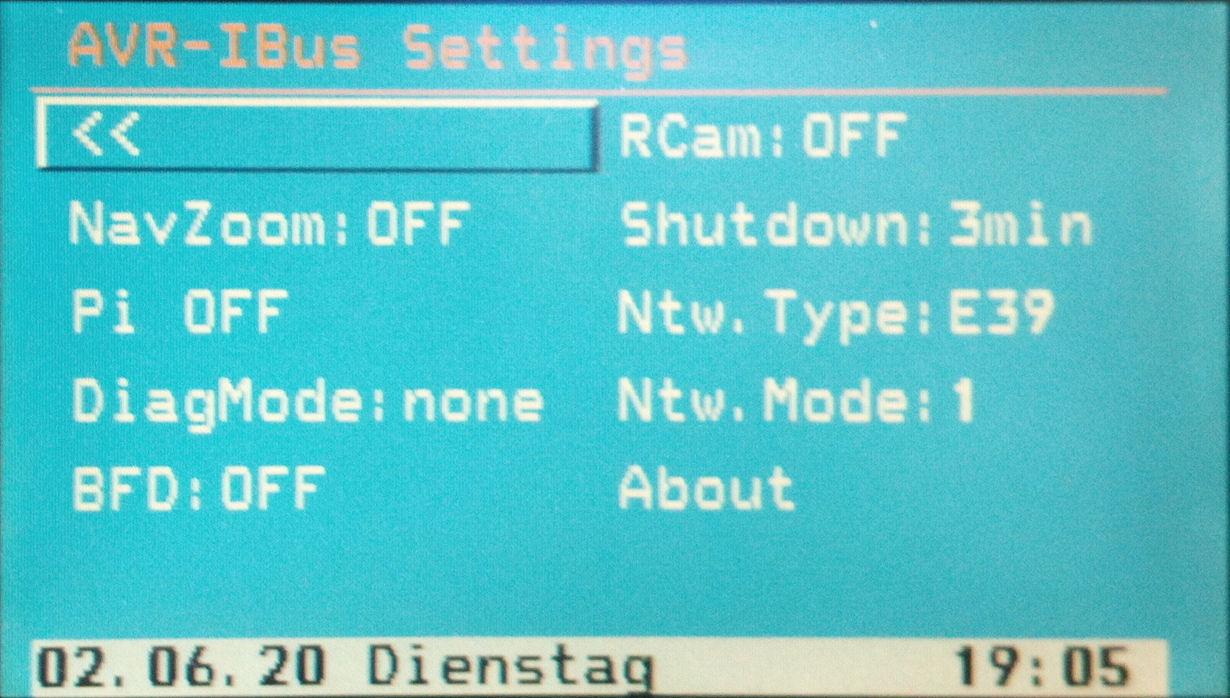 AVR-IBus Settings
<< RCam:OFF
NavZoom:OFF Shutdown:3min
Pi OFF Ntw.Type:E39
DiagMode:none Ntw.Mode:1
BFD:OFF About
02.06.20 Dienstag 19:05